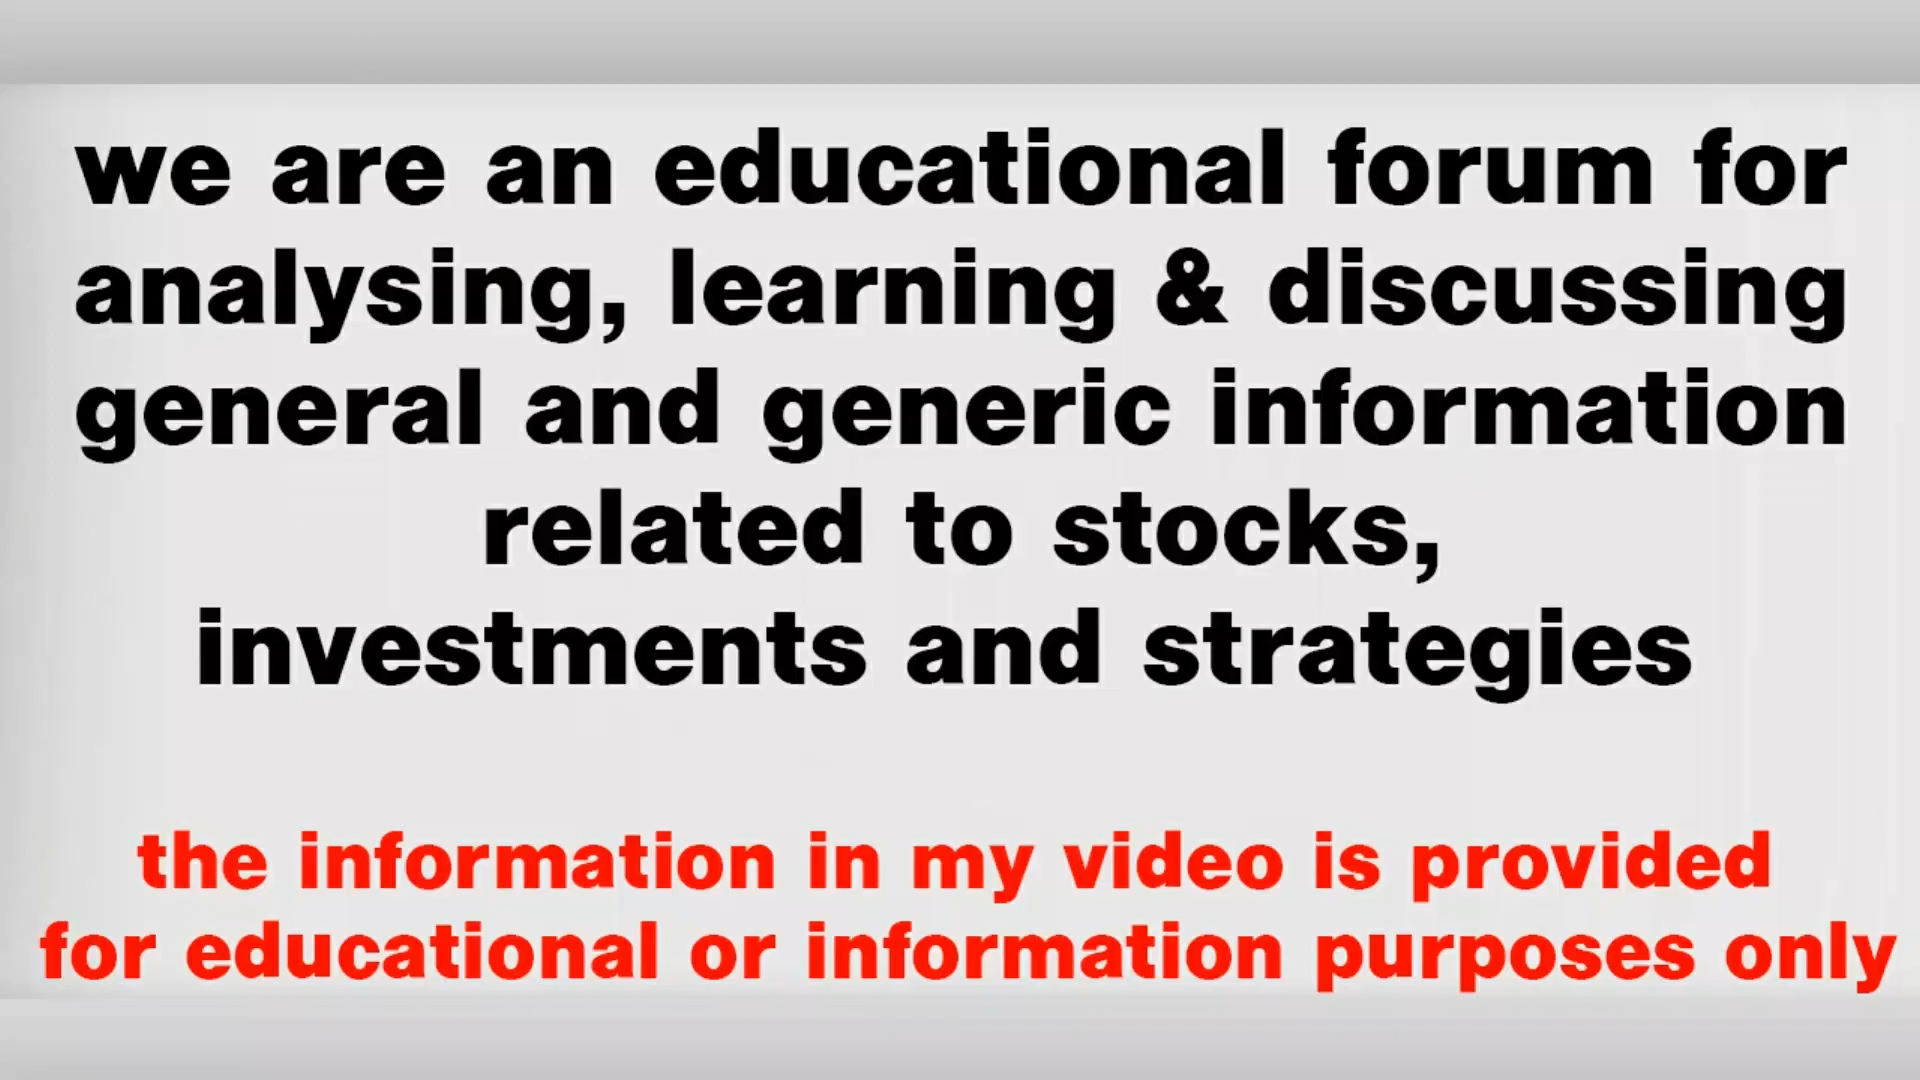 we are an educational forum for
analysing, learning & discussing
general and generic information
related to stocks,
investments and strategies
the information in my video is provided
for educational or information purposes only